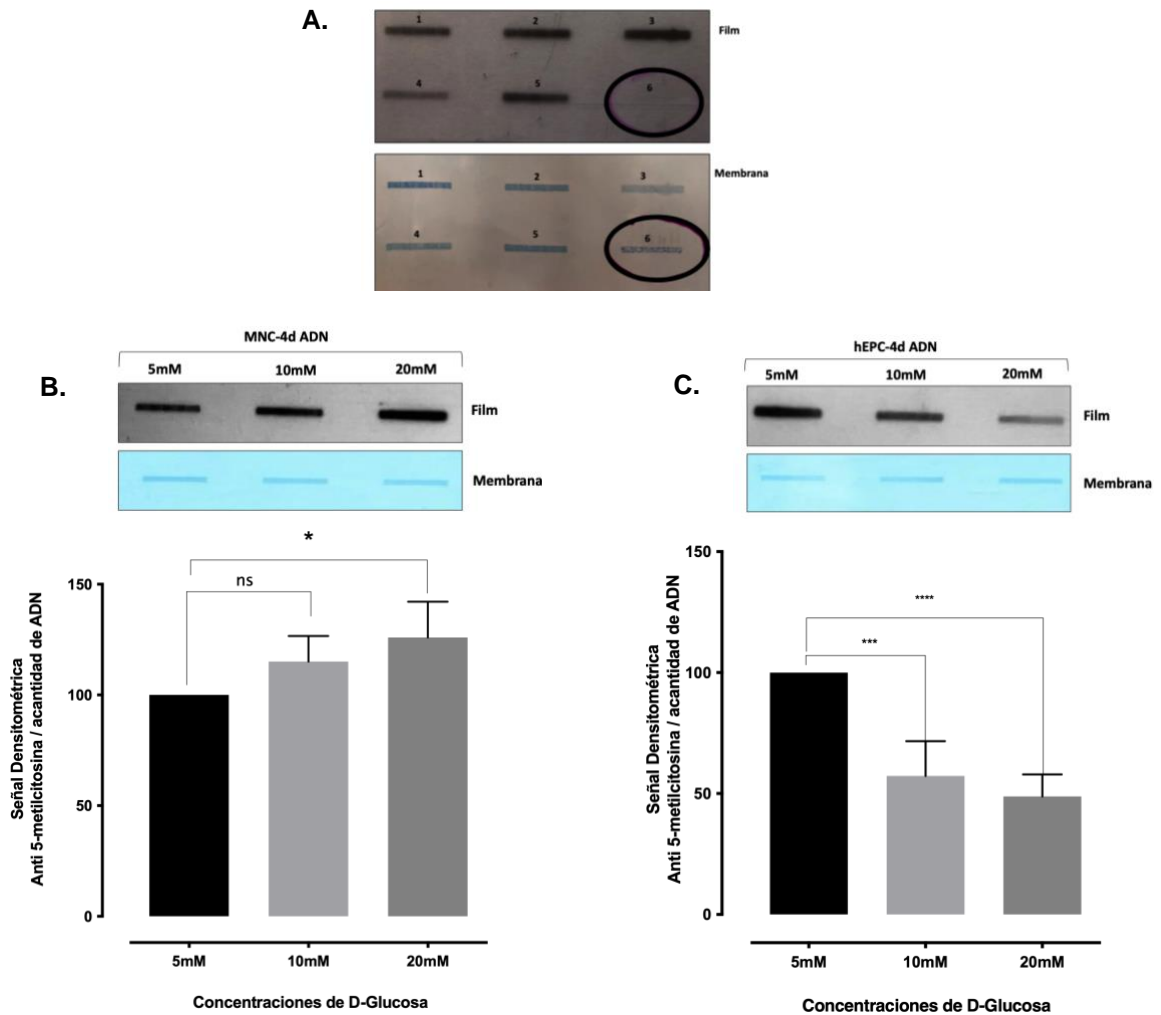 A.
1 2 3
Film
4 5 6
1 2 3
Membrana
4 5 6
B.
MNC-4d ADN
5mM 10mM 20mM
Film
Membrana
*
ns
150
100
50
0
Señal Densitométrica
Anti 5-metilcitosina / acantidad de ADN
5mM 10mM 20mM
Concentraciones de D-Glucosa
C.
hEPC-4d ADN
5mM 10mM 20mM
Film
Membrana
****
***
150
100
50
0
Señal Densitométrica
Anti 5-metilcitosina / acantidad de ADN
5mM 10mM 20mM
Concentraciones de D-Glucosa